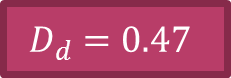 D_d = 0.47